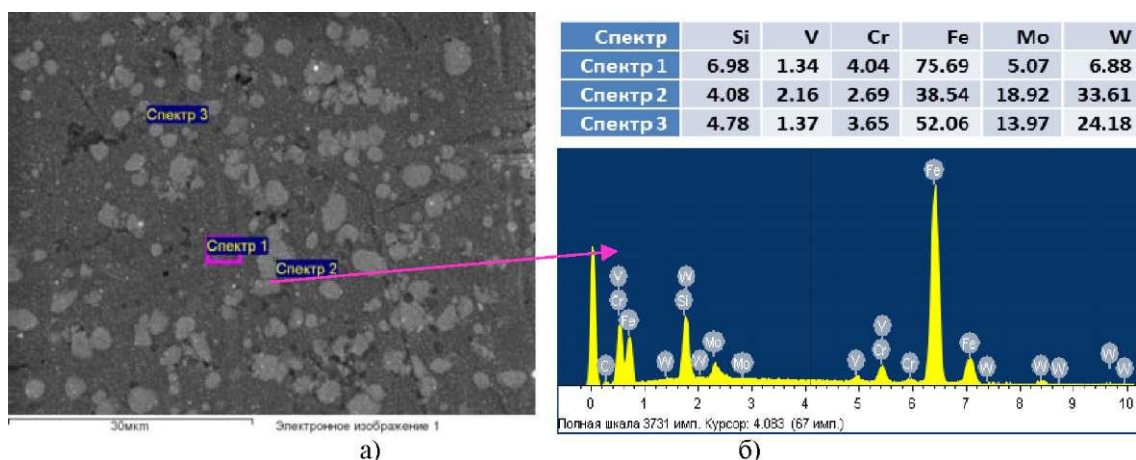 Спектр 3
Спектр 1
Спектр 2
30мкm
Электронное изображение 1
а)
Спектр Si V Cr Fe Mo W
Спектр 1 6.98 1.34 4.04 75.69 5.07 6.88
Спектр 2 4.08 2.16 2.69 38.54 18.92 33.61
Спектр 3 4.78 1.37 3.65 52.06 13.97 24.18
Fe
V W
Cr Si V
Fe Mo Cr Fe
C W W Mo V Cr W W W W W
0 1 2 3 4 5 6 7 8 9 10
Полная шкала 3731 имп. Курсор: 4.083 (67 имп.)
б)